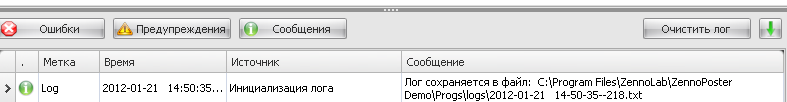 Ошибки Предупреждения Сообщения Очистить лог
. Метка Время Источник Сообщение
Log 2012-01-21 14:50:35... Инициализация лога Лог сохраняется в файл: C:\Program Files\ZennoLab\ZennoPoster
Demo\Progs\logs\2012-01-21 14-50-35--218.txt